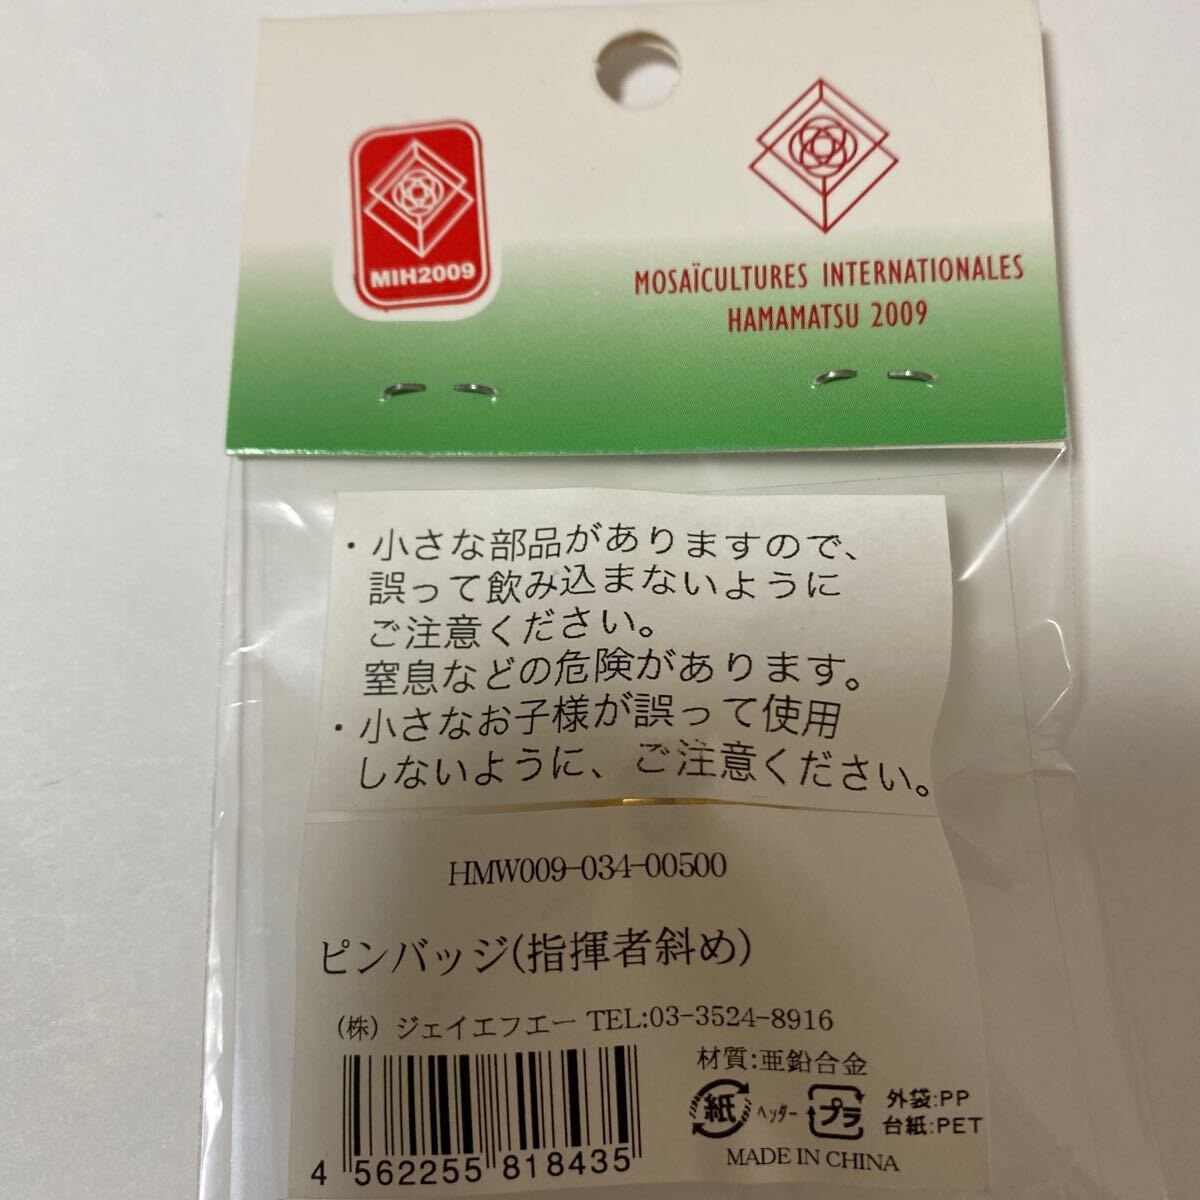 MIH2009
MOSAÏCULTURES INTERNATIONALES
HAMAMATSU 2009
・小さな部品がありますので、
誤って飲み込まないように
ご注意ください。
窒息などの危険があります。
・小さなお子様が誤って使用
しないように、ご注意ください。
HMW009-034-00500
ピンバッジ(指揮者斜め)
(株) ジェイエフエー TEL:03-3524-8916
材質:亜鉛合金
紙 ヘッダー プラ 外袋:PP
台紙:PET
MADE IN CHINA
4 562255 818435